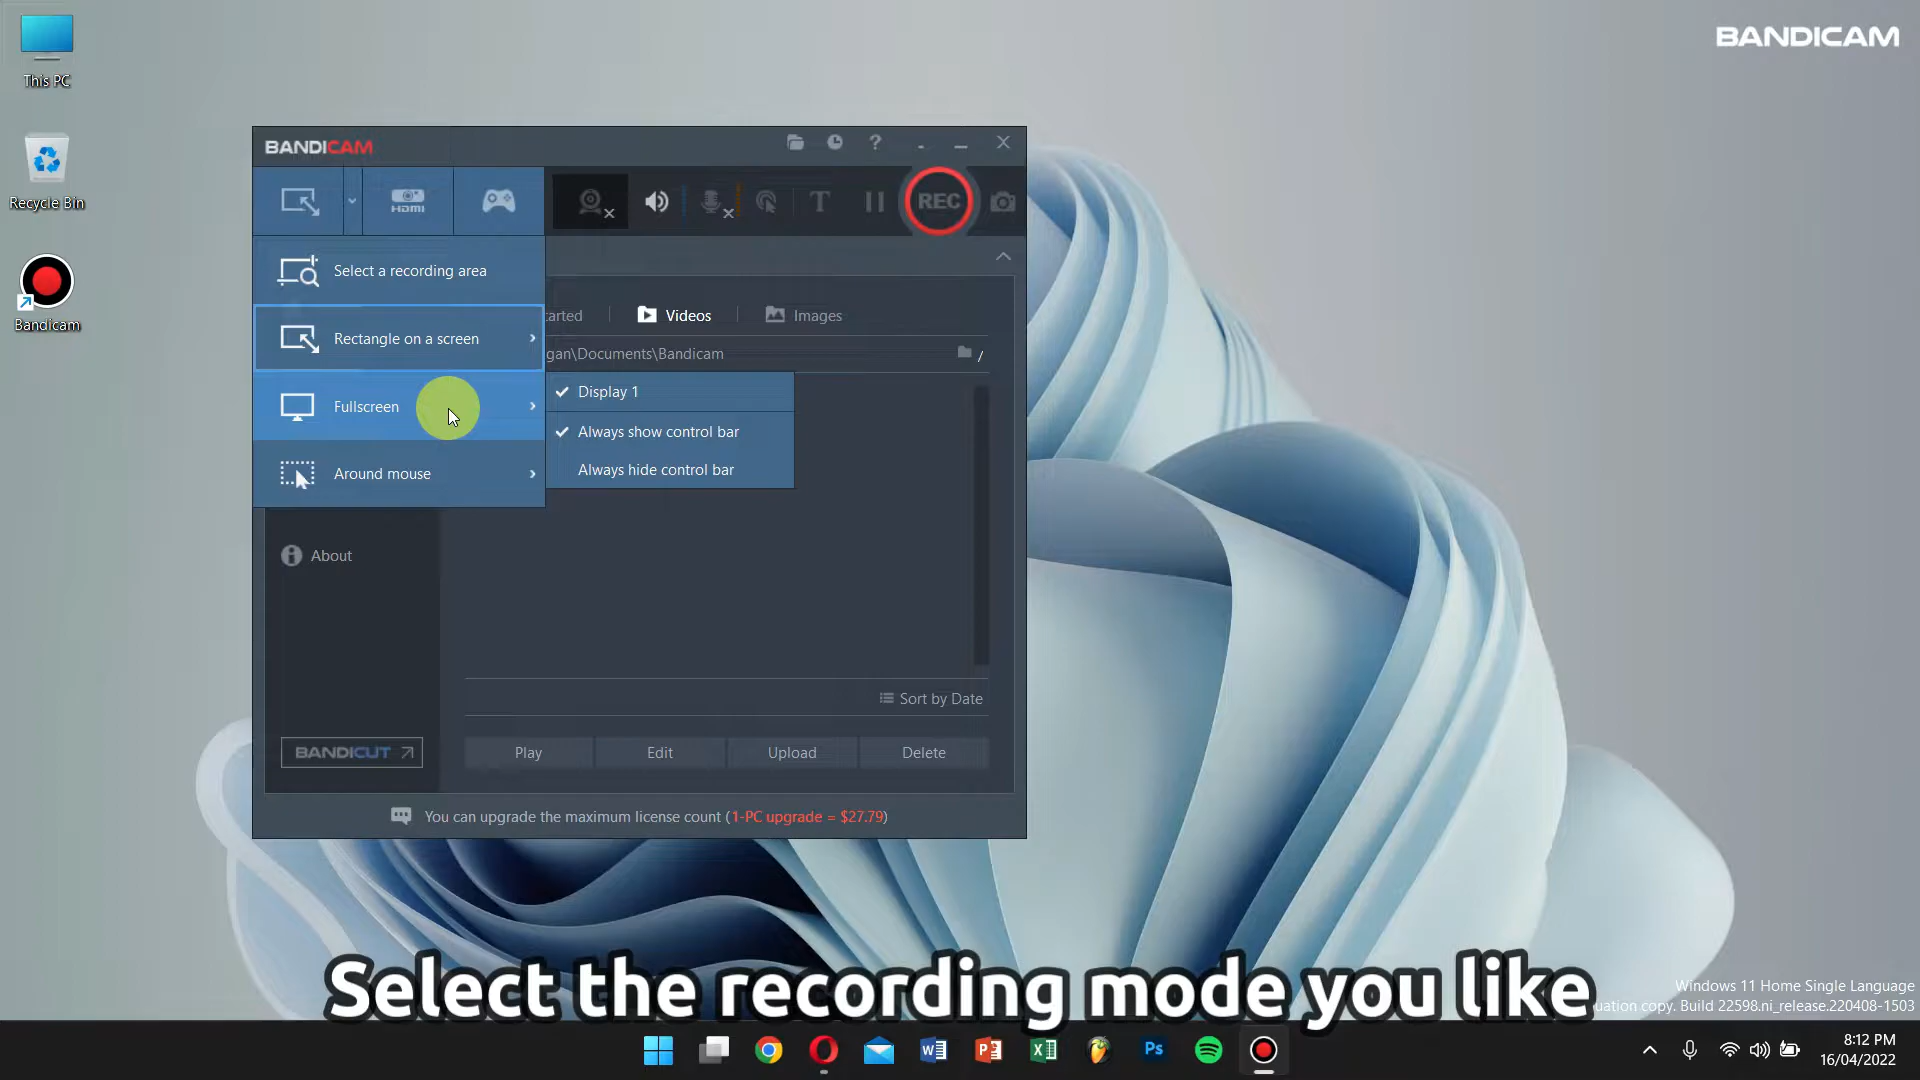 This PC
Recycle Bin
Bandicam
BANDICAM
BANDICAM
?
HDMI
T
REC
Select a recording area
Rectangle on a screen
Fullscreen
Around mouse
Display 1
Always show control bar
Always hide control bar
arted
Videos
Images
gan\Documents\Bandicam
/
About
BANDICUT
Sort by Date
Play
Edit
Upload
Delete
You can upgrade the maximum license count (1-PC upgrade = $27.79)
Select the recording mode you like
Windows 11 Home Single Language
uation copy. Build 22598.ni_release.220408-1503
Ps
8:12 PM
16/04/2022